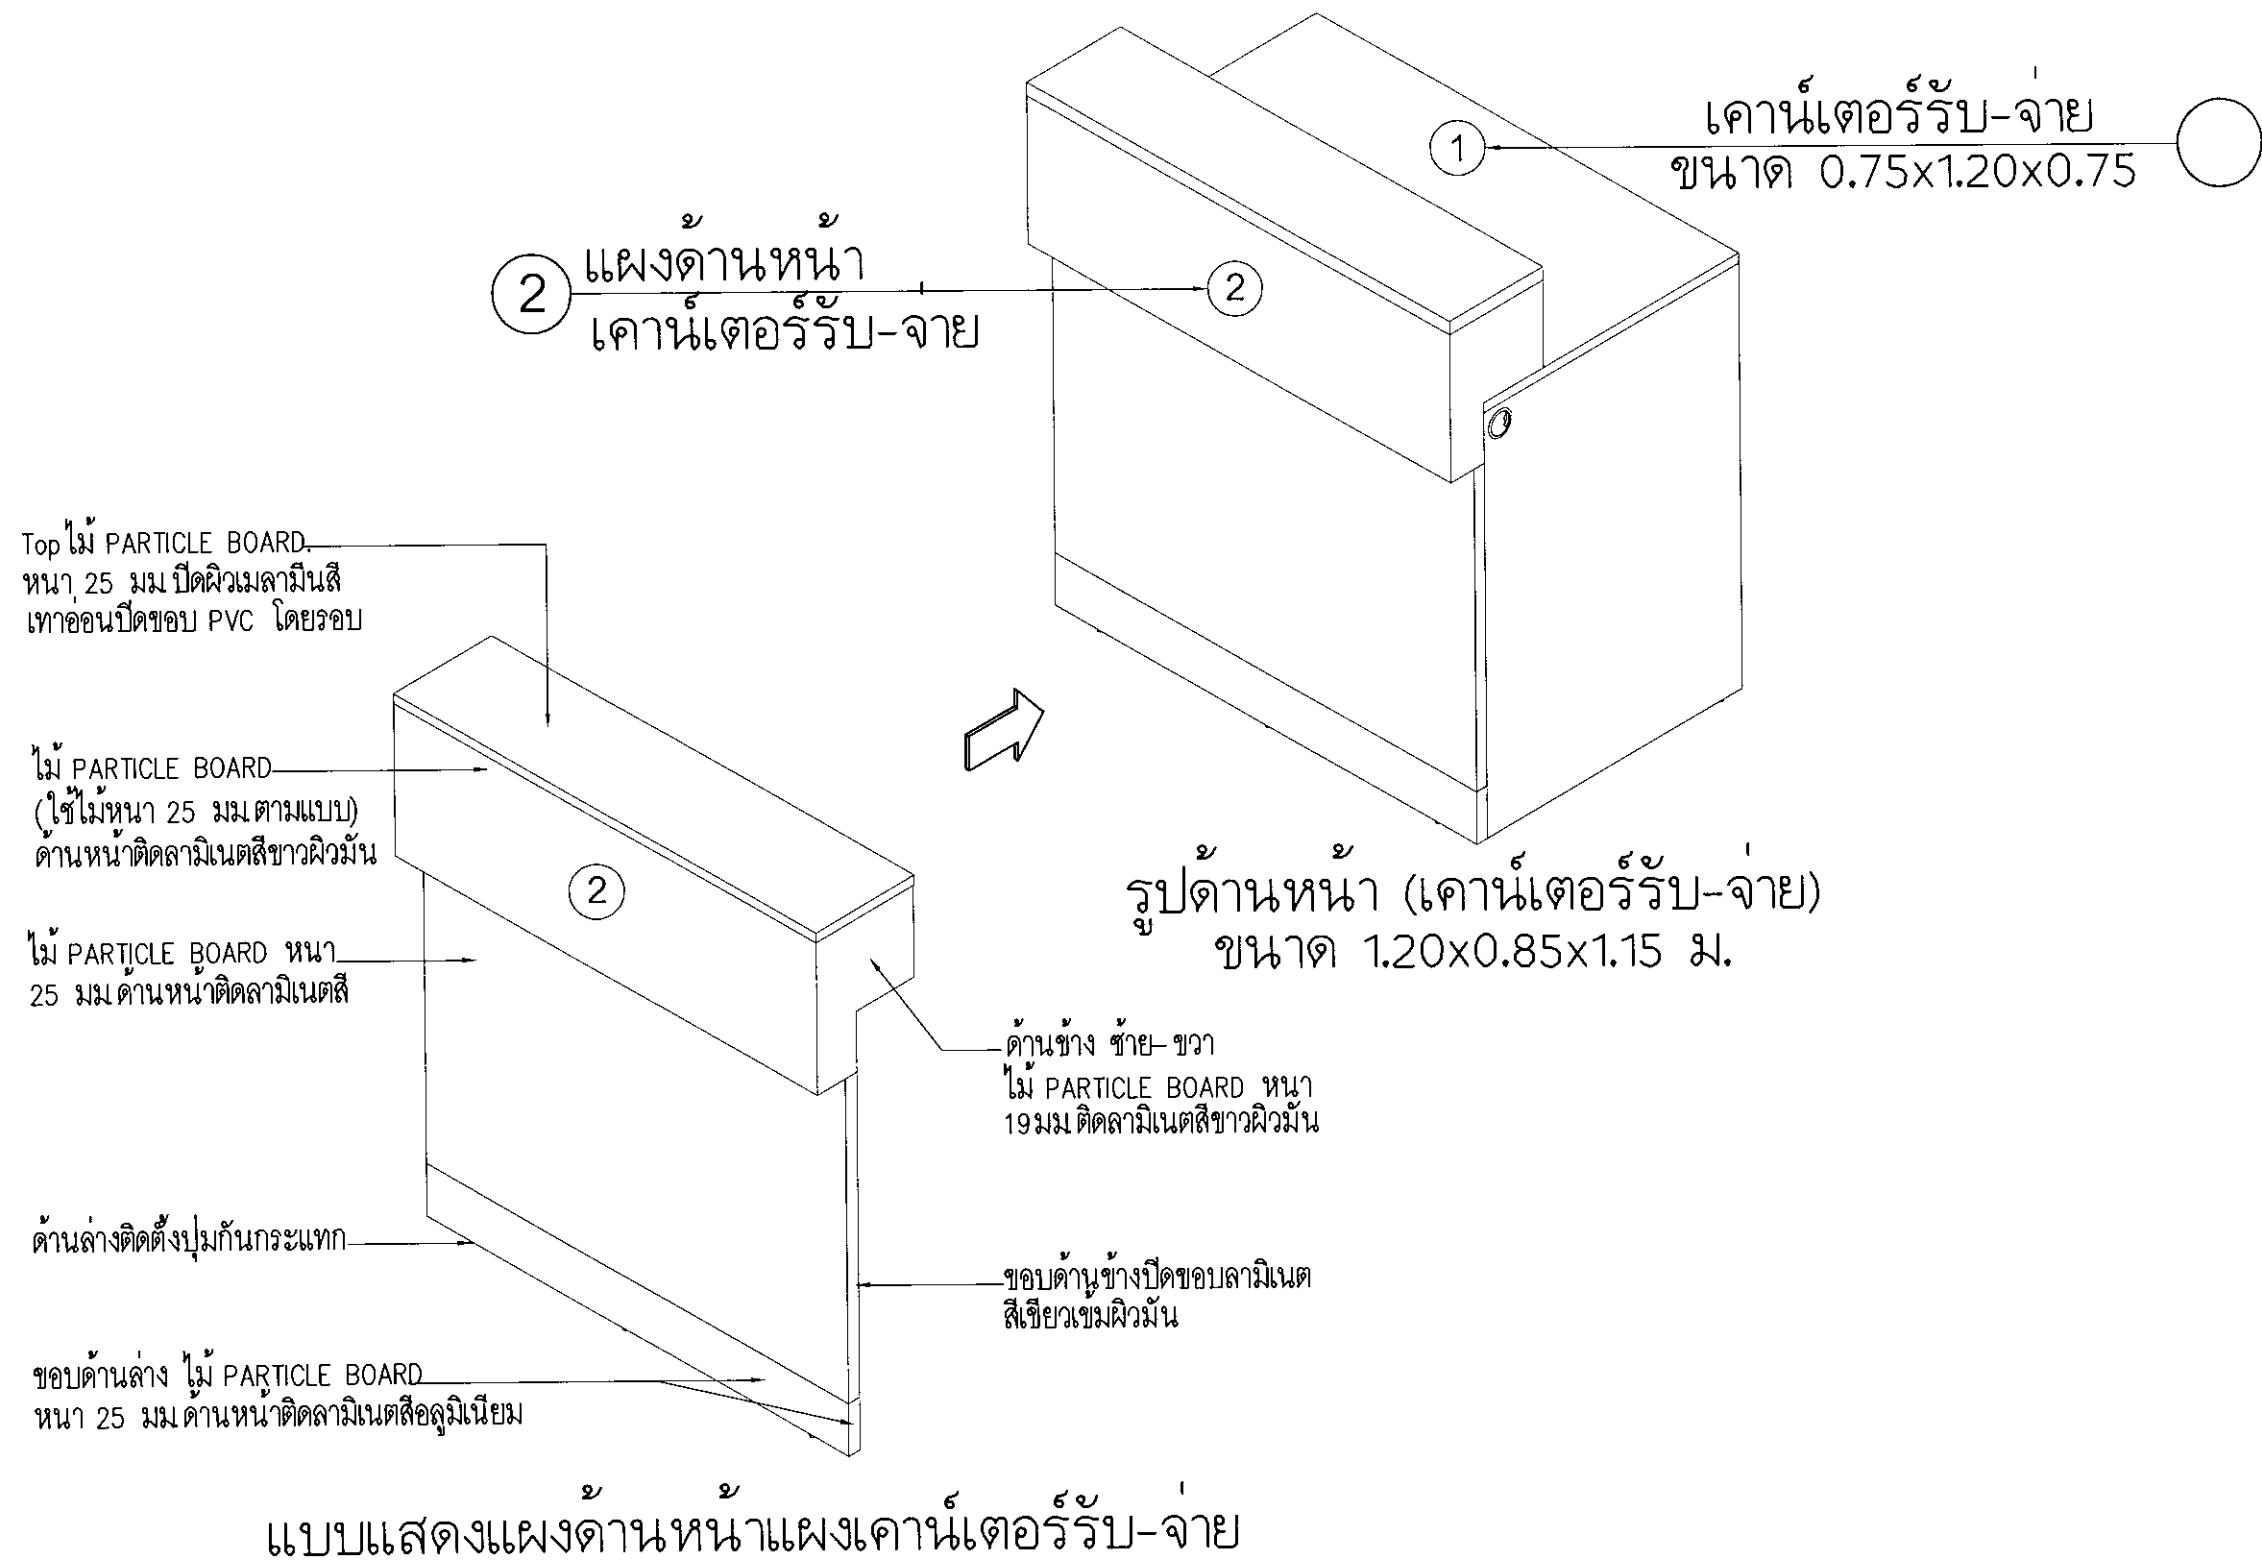 เคาน์เตอร์รับ-จ่าย
ขนาด 0.75x1.20x0.75
1
2
แผงด้านหน้า
เคาน์เตอร์รับ-จ่าย
2
Top ไม้ PARTICLE BOARD.
หนา 25 มม. ปิดผิวเมลามีนสี
เทาอ่อนปิดขอบ PVC โดยรอบ
ไม้ PARTICLE BOARD
(ใช้ไม้หนา 25 มม.ตามแบบ)
ด้านหน้าติดลามิเนตสีขาวผิวมัน
2
ไม้ PARTICLE BOARD หนา
25 มม.ด้านหน้าติดลามิเนตสี
รูปด้านหน้า (เคาน์เตอร์รับ-จ่าย)
ขนาด 1.20x0.85x1.15 ม.
ด้านข้าง ซ้าย-ขวา
ไม้ PARTICLE BOARD หนา
19มม.ติดลามิเนตสีขาวผิวมัน
ด้านล่างติดตั้งปุ่มกันกระแทก
ขอบด้านข้างปิดขอบลามิเนต
สีเขียวเข้มผิวมัน
ขอบด้านล่าง ไม้ PARTICLE BOARD
หนา 25 มม.ด้านหน้าติดลามิเนตสีอลูมิเนียม
แบบแสดงแผงด้านหน้าแผงเคาน์เตอร์รับ-จ่าย